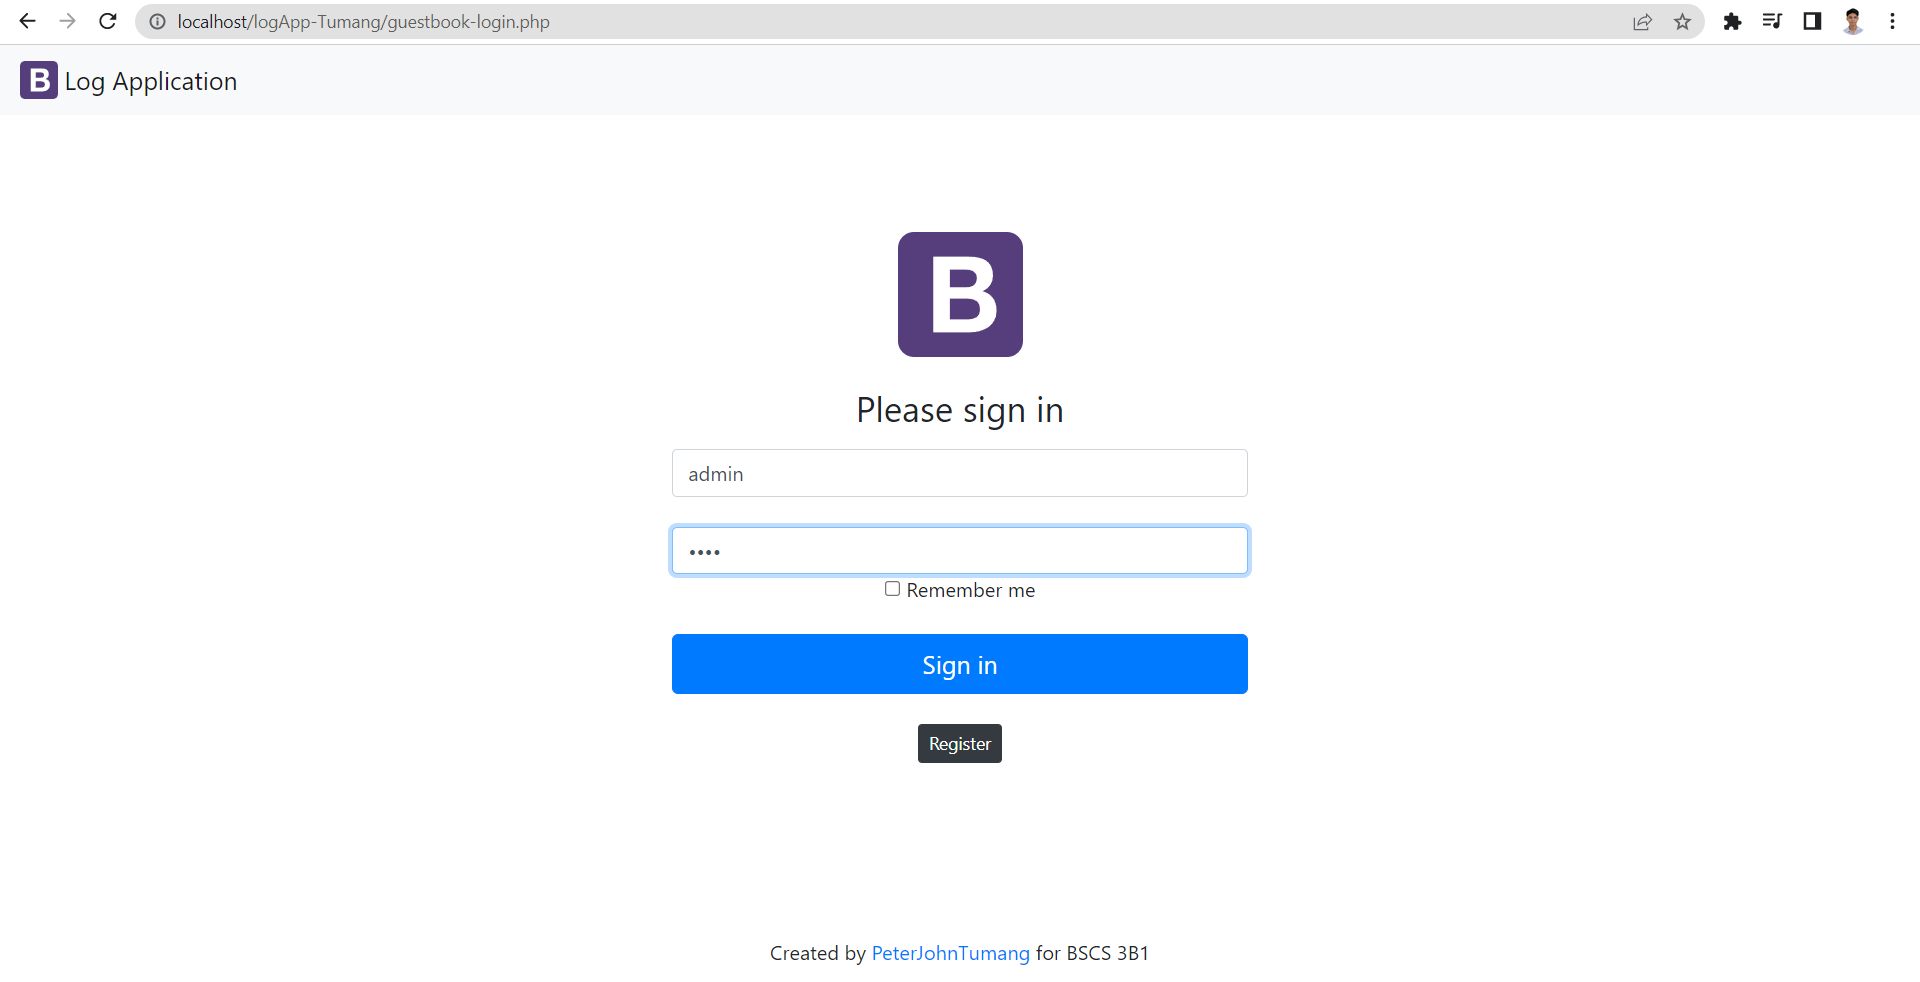 localhost/logApp-Tumang/guestbook-login.php
B Log Application
B
Please sign in
admin
••••
Remember me
Sign in
Register
Created by PeterJohnTumang for BSCS 3B1